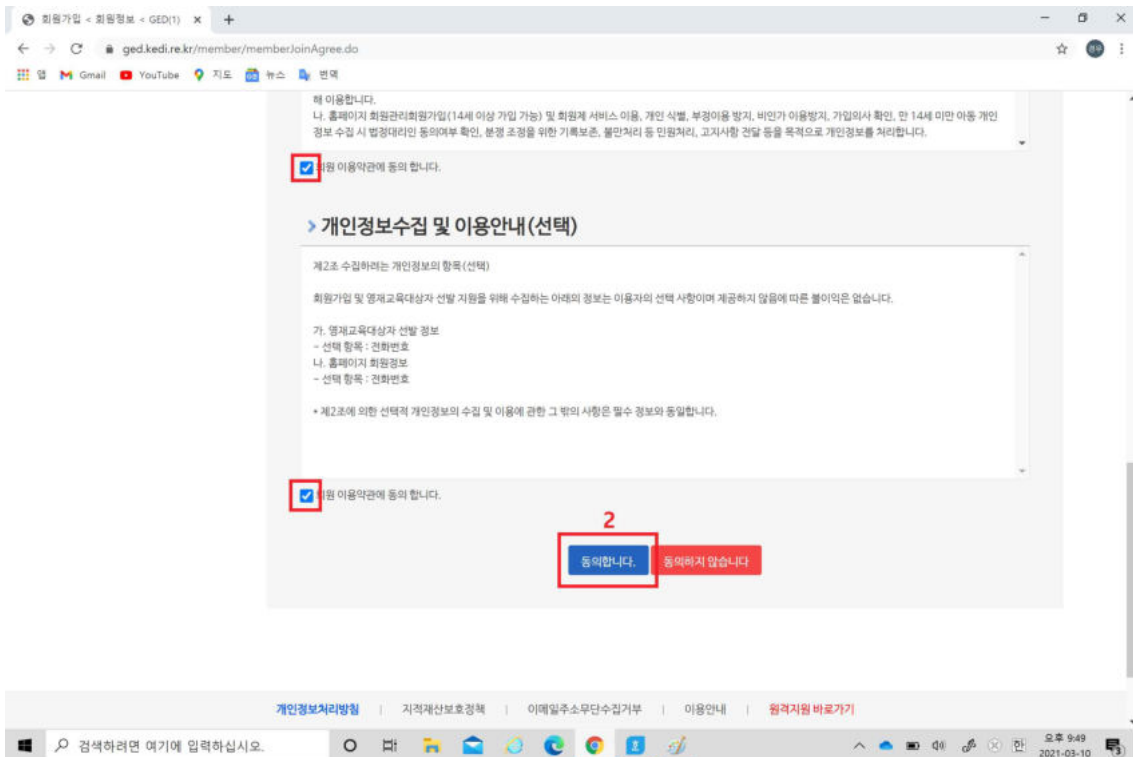 회원가입 < 회원정보 < GED(1)
ged.kedi.re.kr/member/memberJoinAgree.do
앱 Gmail YouTube 지도 뉴스 번역
해 이용합니다.
나. 홈페이지 회원관리회원가입(14세 이상 가입 가능) 및 회원제 서비스 이용, 개인 식별, 부정이용 방지, 비인가 이용방지, 가입의사 확인, 만 14세 미만 아동 개인
정보 수집 시 법정대리인 동의여부 확인, 분쟁 조정을 위한 기록보존, 불만처리 등 민원처리, 고지사항 전달 등을 목적으로 개인정보를 처리합니다.
회원 이용약관에 동의 합니다.
개인정보수집 및 이용안내(선택)
제2조 수집하려는 개인정보의 항목(선택)
회원가입 및 영재교육대상자 선발 지원을 위해 수집하는 아래의 정보는 이용자의 선택 사항이며 제공하지 않음에 따른 불이익은 없습니다.
가. 영재교육대상자 선발 정보
- 선택 항목 : 전화번호
나. 홈페이지 회원정보
- 선택 항목 : 전화번호
* 제2조에 의한 선택적 개인정보의 수집 및 이용에 관한 그 밖의 사항은 필수 정보와 동일합니다.
회원 이용약관에 동의 합니다.
2
동의합니다. 동의하지 않습니다
개인정보처리방침 | 지적재산보호정책 | 이메일주소무단수집거부 | 이용안내 | 원격지원 바로가기
검색하려면 여기에 입력하십시오.
한
오후 9:49
2021-03-10
3